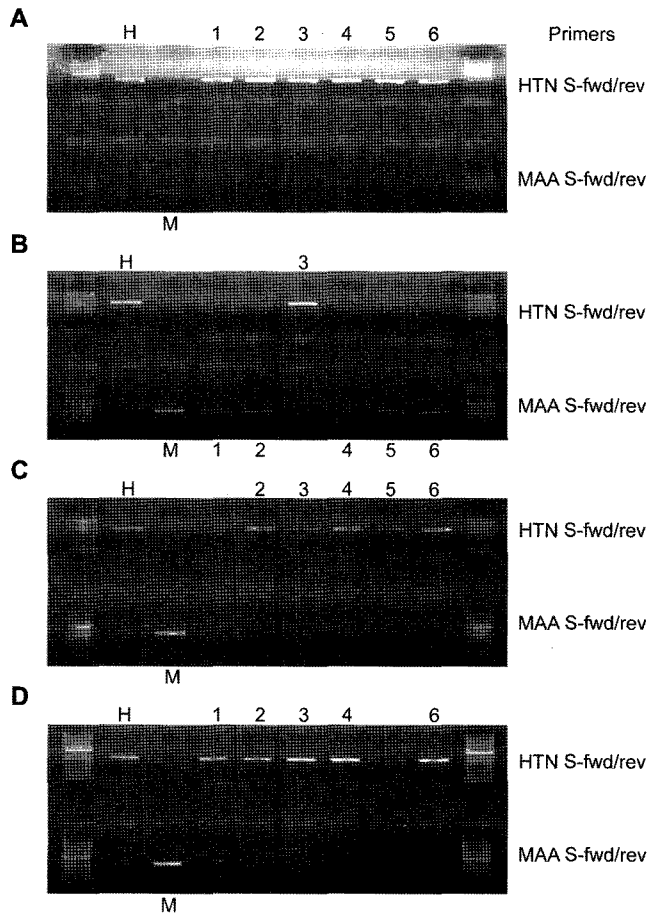 A
H 1 2 3 4 5 6 Primers
HTN S-fwd/rev
MAA S-fwd/rev
M
B
H 3
HTN S-fwd/rev
MAA S-fwd/rev
M 1 2 4 5 6
C
H 2 3 4 5 6
HTN S-fwd/rev
MAA S-fwd/rev
M
D
H 1 2 3 4 6
HTN S-fwd/rev
MAA S-fwd/rev
M